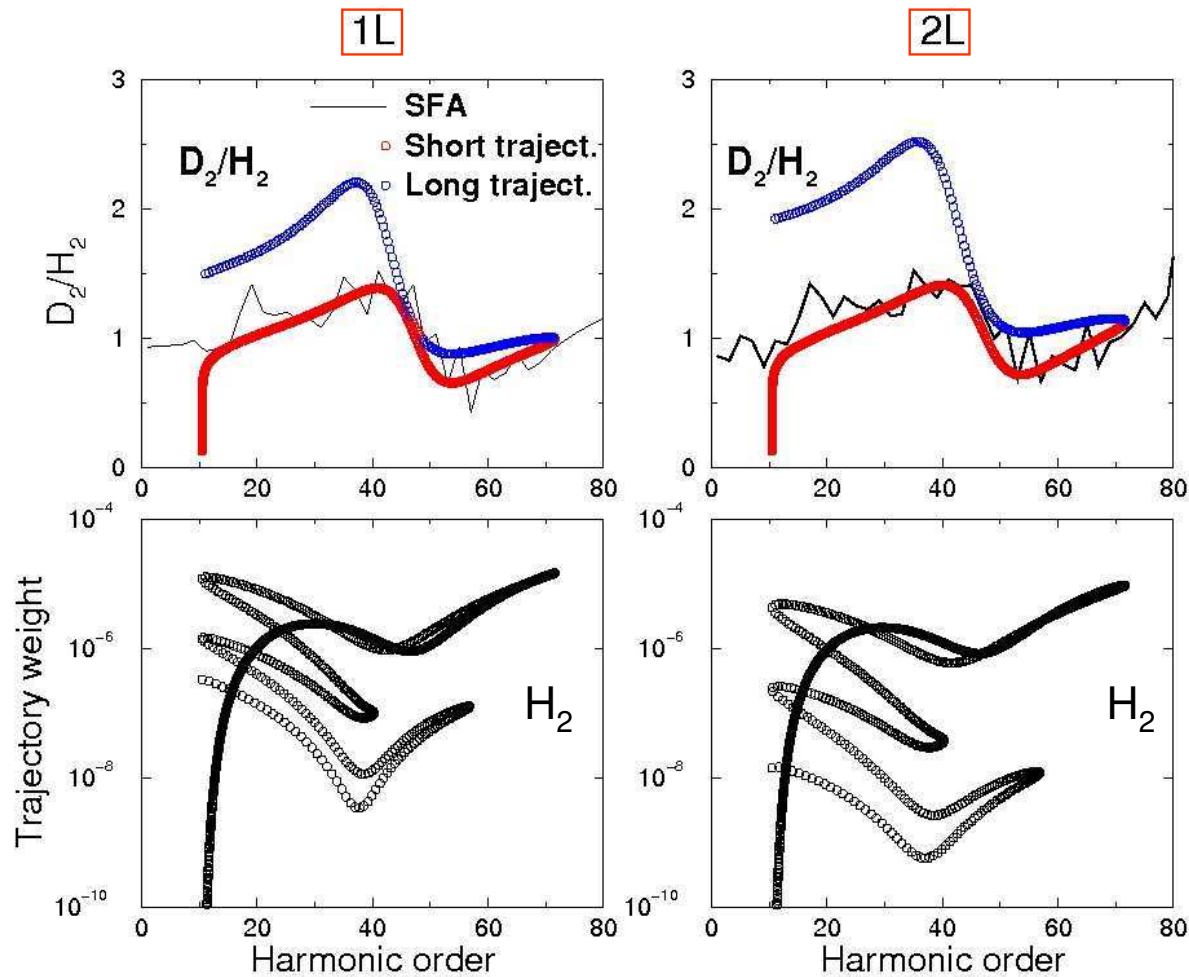 1L
2L
3
2
1
0
D₂/H₂
D₂/H₂
SFA
Short traject.
Long traject.
0 20 40 60 80
3
2
1
0
D₂/H₂
0 20 40 60 80
Trajectory weight
10⁻⁴
10⁻⁶
10⁻⁸
10⁻¹⁰
H₂
0 20 40 60 80
Harmonic order
10⁻⁴
10⁻⁶
10⁻⁸
10⁻¹⁰
H₂
0 20 40 60 80
Harmonic order